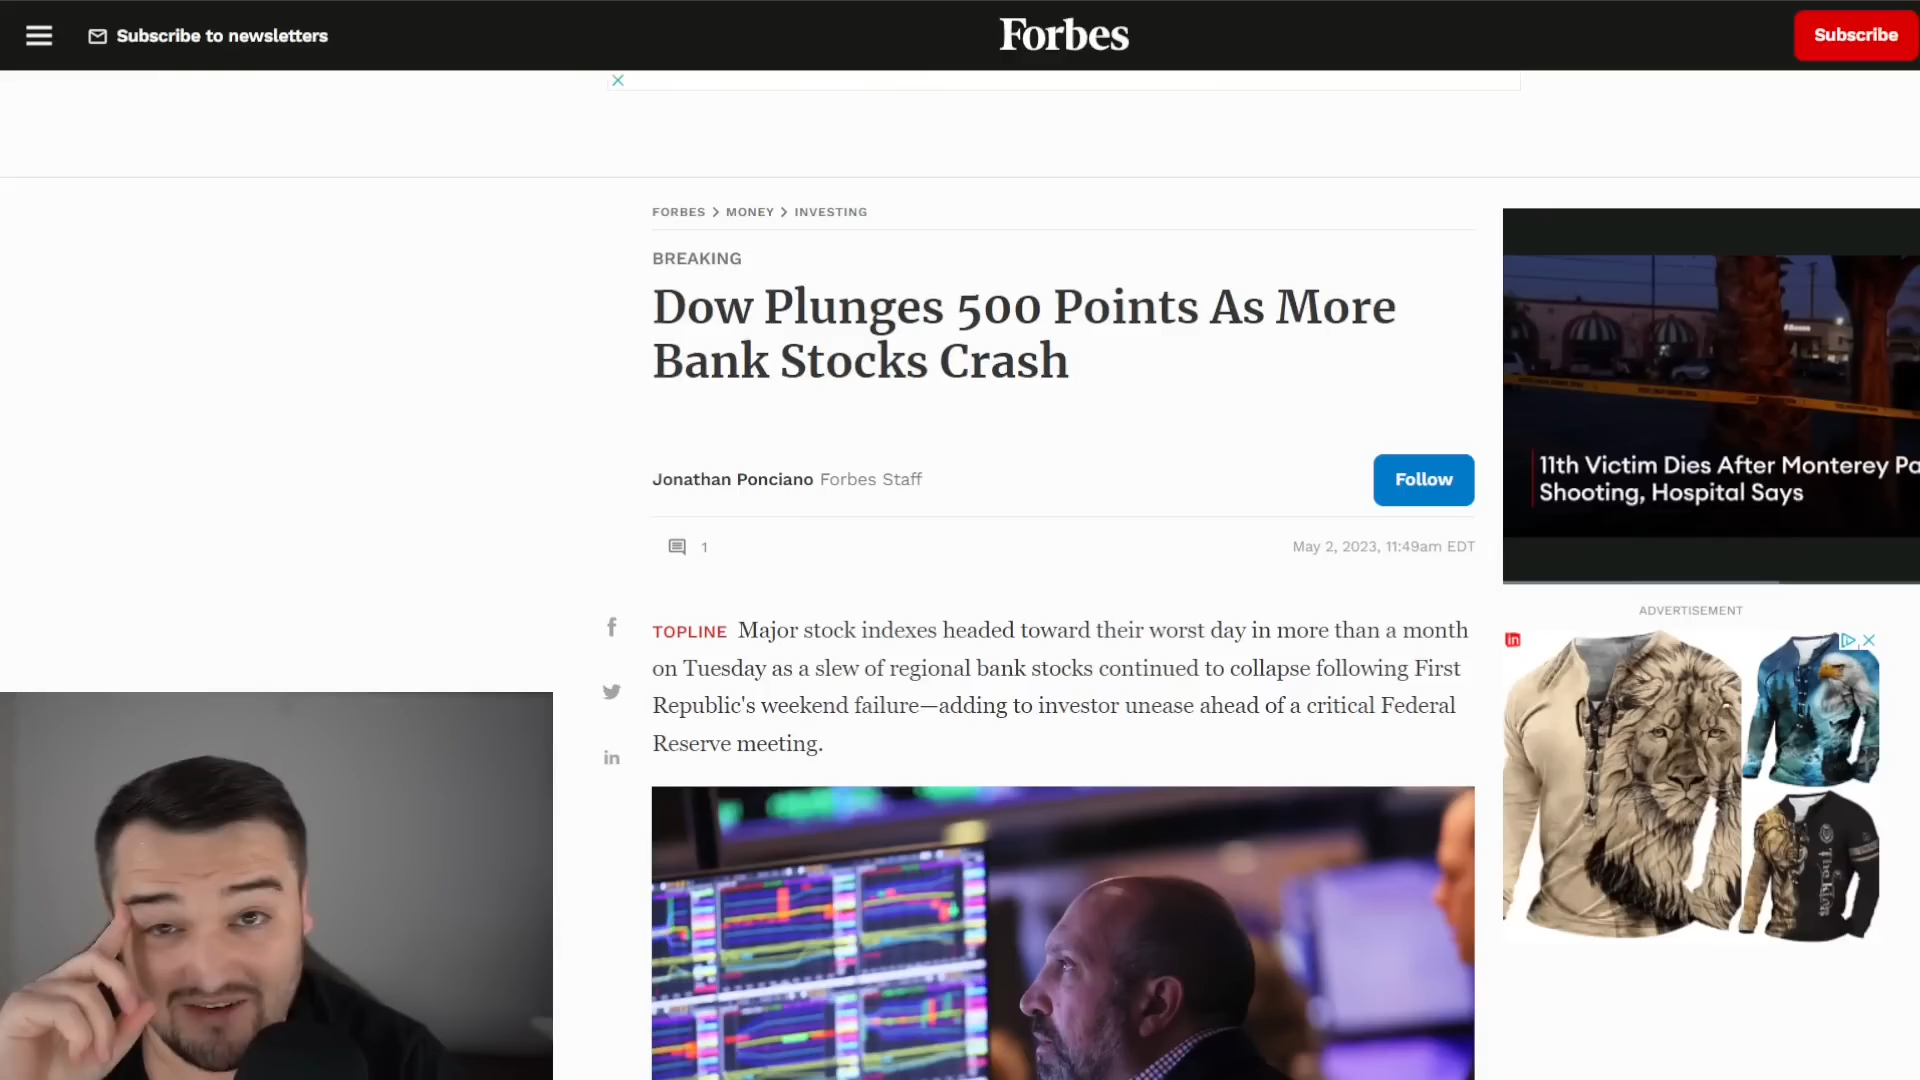 Subscribe to newsletters
Forbes
Subscribe
FORBES > MONEY > INVESTING
BREAKING
Dow Plunges 500 Points As More
Bank Stocks Crash
Jonathan Ponciano Forbes Staff
Follow
1
May 2, 2023, 11:49am EDT
TOPLINE Major stock indexes headed toward their worst day in more than a month
on Tuesday as a slew of regional bank stocks continued to collapse following First
Republic's weekend failure—adding to investor unease ahead of a critical Federal
Reserve meeting.
f
in
11th Victim Dies After Monterey Pa
Shooting, Hospital Says
ADVERTISEMENT
in